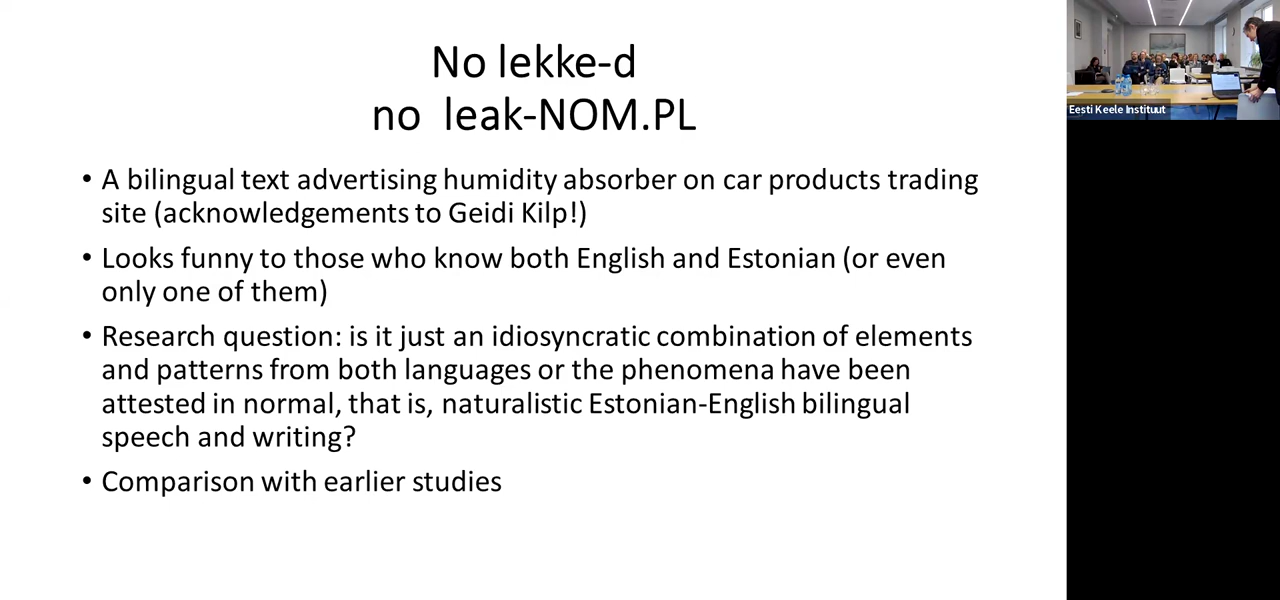 No lekke-d
no leak-NOM.PL
• A bilingual text advertising humidity absorber on car products trading
site (acknowledgements to Geidi Kilp!)
• Looks funny to those who know both English and Estonian (or even
only one of them)
• Research question: is it just an idiosyncratic combination of elements
and patterns from both languages or the phenomena have been
attested in normal, that is, naturalistic Estonian-English bilingual
speech and writing?
• Comparison with earlier studies
Eesti Keele Instituut